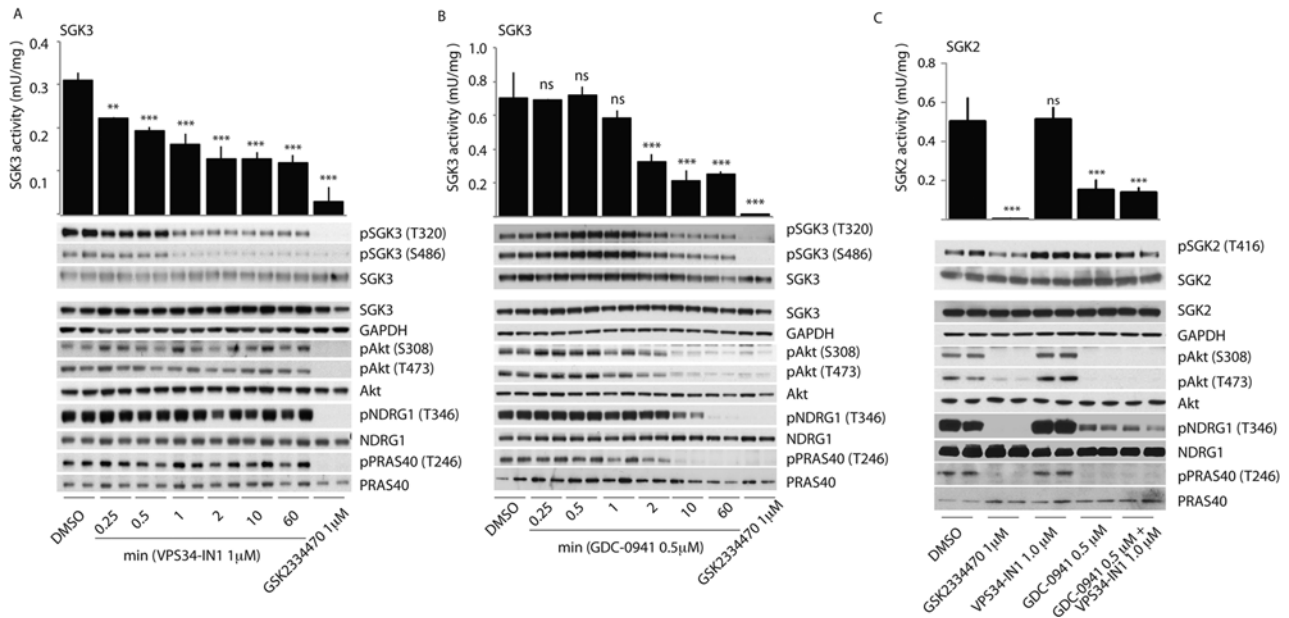 A
SGK3
SGK3 activity (mU/mg )
0.4
0.3
0.2
0.1
**
***
***
***
***
***
***
pSGK3 (T320)
pSGK3 (S486)
SGK3
SGK3
GAPDH
pAkt (S308)
pAkt (T473)
Akt
pNDRG1 (T346)
NDRG1
pPRAS40 (T246)
PRAS40
DMSO
0.25
0.5
1
2
10
60
GSK2334470 1μM
min (VPS34-IN1 1μM)
B
SGK3
SGK3 activity (mU/mg )
1.0
0.8
0.6
0.4
0.2
ns
ns
ns
***
***
***
***
pSGK3 (T320)
pSGK3 (S486)
SGK3
SGK3
GAPDH
pAkt (S308)
pAkt (T473)
Akt
pNDRG1 (T346)
NDRG1
pPRAS40 (T246)
PRAS40
DMSO
0.25
0.5
1
2
10
60
GSK2334470 1μM
min (GDC-0941 0.5μM)
C
SGK2
SGK2 activity (mU/mg )
0.8
0.6
0.4
0.2
***
ns
***
***
pSGK2 (T416)
SGK2
SGK2
GAPDH
pAkt (S308)
pAkt (T473)
Akt
pNDRG1 (T346)
NDRG1
pPRAS40 (T246)
PRAS40
DMSO
GSK2334470 1μM
VPS34-IN1 1.0 μM
GDC-0941 0.5 μM
GDC-0941 0.5 μM +
VPS34-IN1 1.0 μM